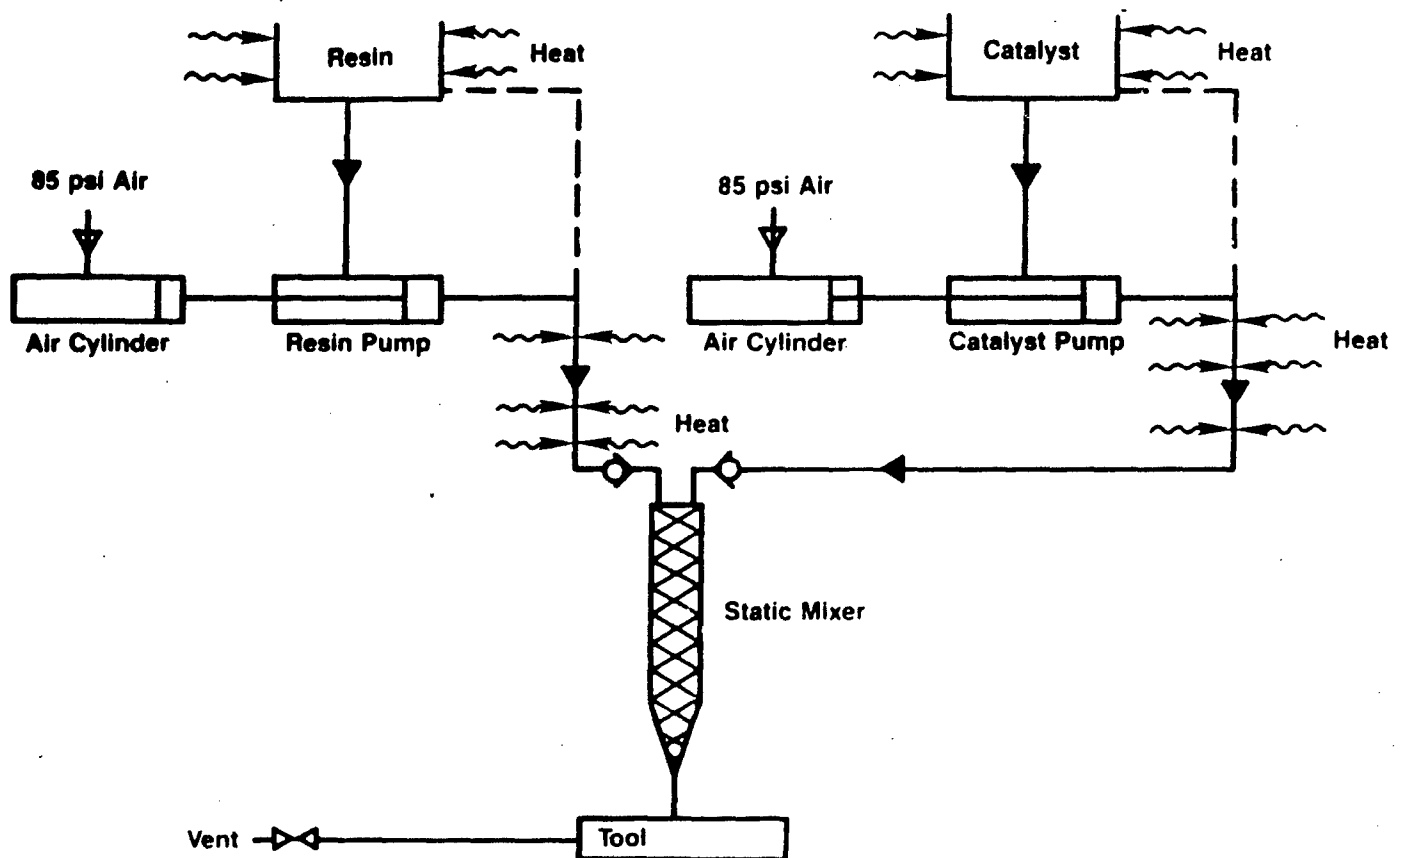 Resin
Heat
Catalyst
Heat
85 psi Air
85 psi Air
Air Cylinder
Resin Pump
Air Cylinder
Catalyst Pump
Heat
Heat
Static Mixer
Vent
Tool